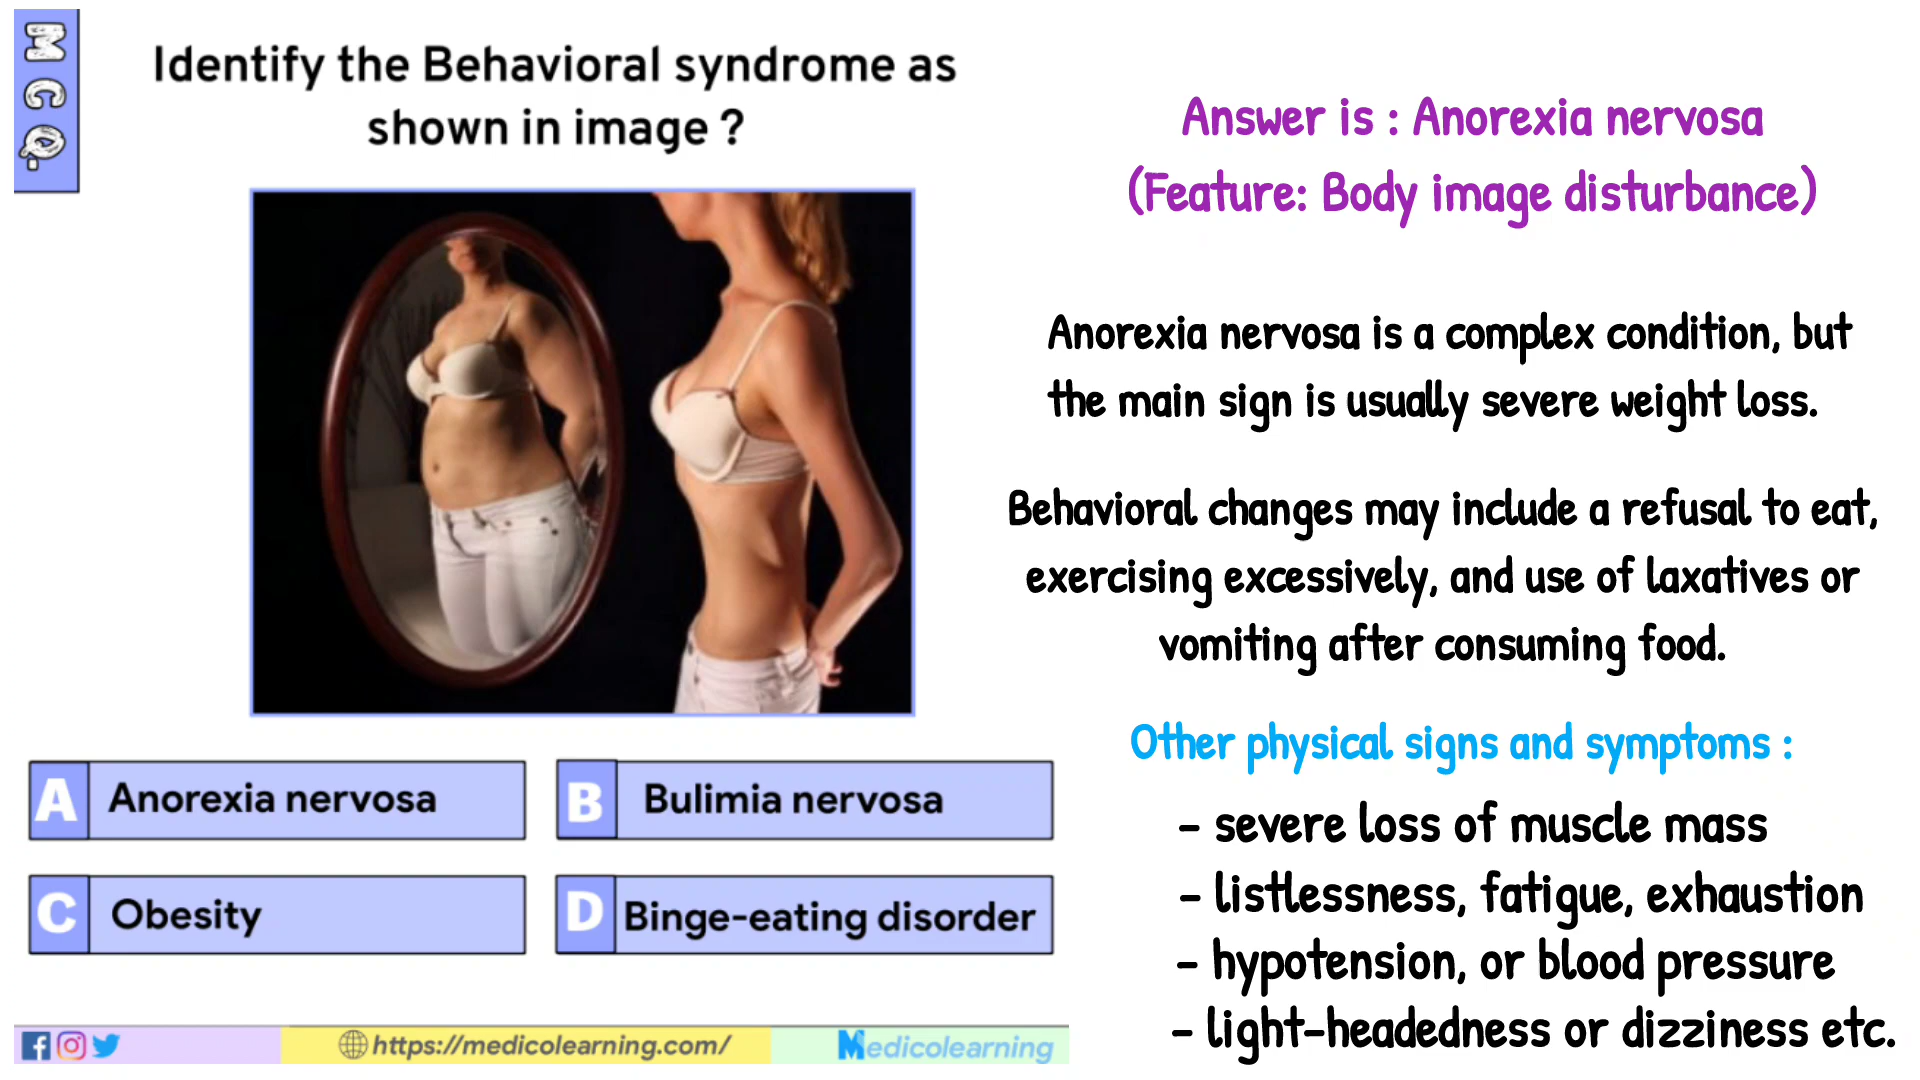 MCQ
Identify the Behavioral syndrome as
shown in image ?
A Anorexia nervosa
B Bulimia nervosa
C Obesity
D Binge-eating disorder
https://medicolearning.com/
Medicolearning
Answer is : Anorexia nervosa
(Feature: Body image disturbance)
Anorexia nervosa is a complex condition, but
the main sign is usually severe weight loss.
Behavioral changes may include a refusal to eat,
exercising excessively, and use of laxatives or
vomiting after consuming food.
Other physical signs and symptoms :
- severe loss of muscle mass
- listlessness, fatigue, exhaustion
- hypotension, or blood pressure
- light-headedness or dizziness etc.